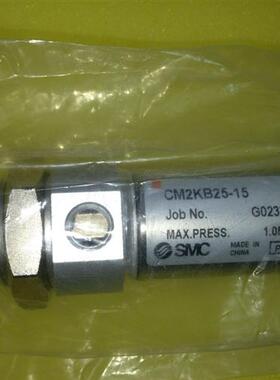 CM2KB25-15
Job No. G023
MAX.PRESS. 1.0
SMC MADE IN
CHINA P